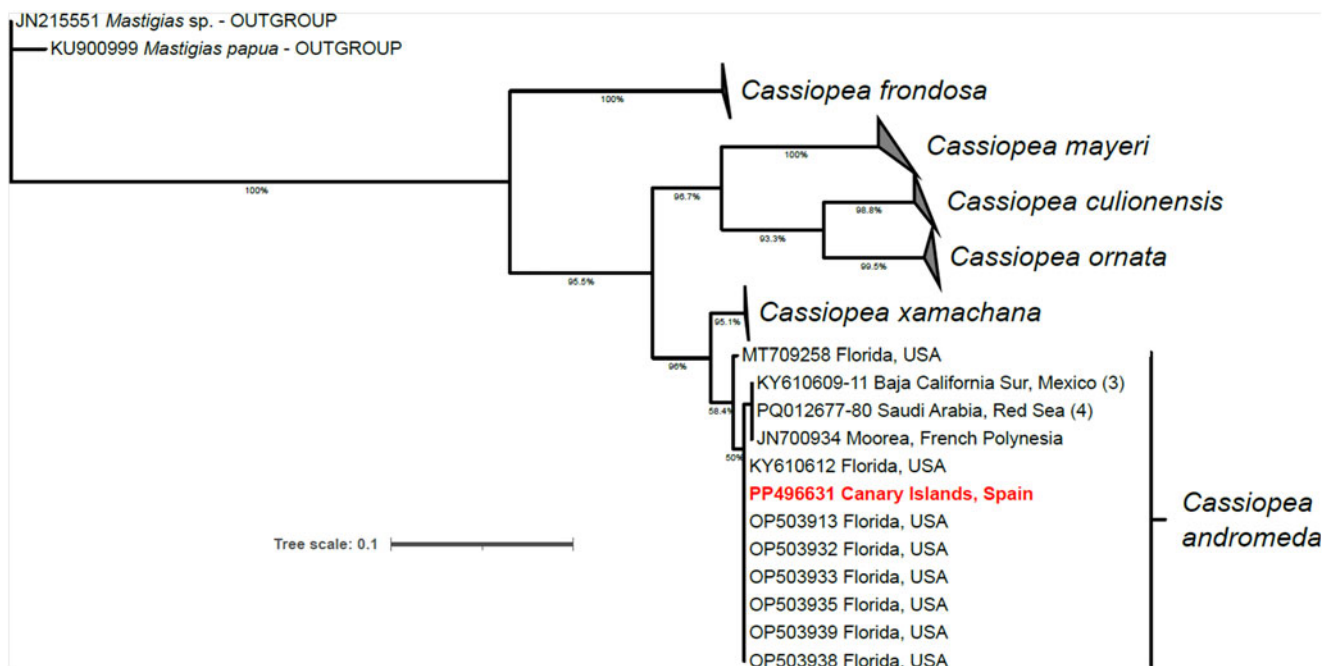 JN215551 Mastigias sp. - OUTGROUP
KU900999 Mastigias papua - OUTGROUP
100%
Cassiopea frondosa
100%
Cassiopea mayeri
100%
96.7%
Cassiopea culionensis
98.8%
93.3%
Cassiopea ornata
99.5%
95.5%
Cassiopea xamachana
95.1%
96%
MT709258 Florida, USA
KY610609-11 Baja California Sur, Mexico (3)
58.4%
PQ012677-80 Saudi Arabia, Red Sea (4)
JN700934 Moorea, French Polynesia
50%
KY610612 Florida, USA
PP496631 Canary Islands, Spain
OP503913 Florida, USA
Cassiopea
andromeda
Tree scale: 0.1
OP503932 Florida, USA
OP503933 Florida, USA
OP503935 Florida, USA
OP503939 Florida, USA
OP503938 Florida, USA